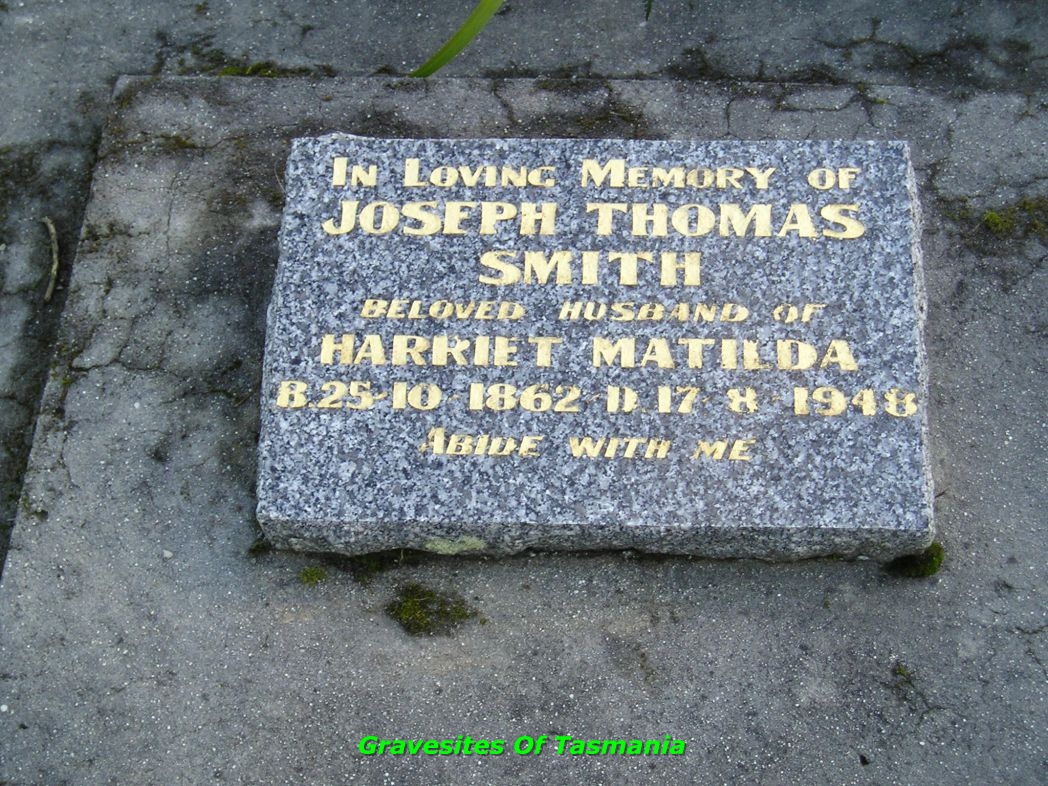 In Loving Memory of
JOSEPH THOMAS
SMITH
BELOVED HUSBAND OF
HARRIET MATILDA
B.25-10-1862-D.17-8-1948
ABIDE WITH ME
Gravesites Of Tasmania